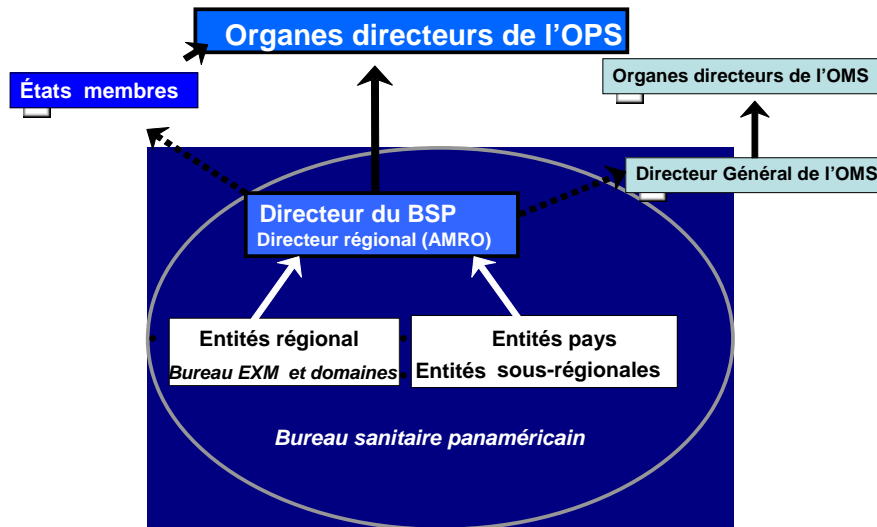 Organes directeurs de l’OPS
États membres
Organes directeurs de l’OMS
Directeur Général de l’OMS
Directeur du BSP
Directeur régional (AMRO)
Entités régional
Bureau EXM et domaines
Entités pays
Entités sous-régionales
Bureau sanitaire panaméricain